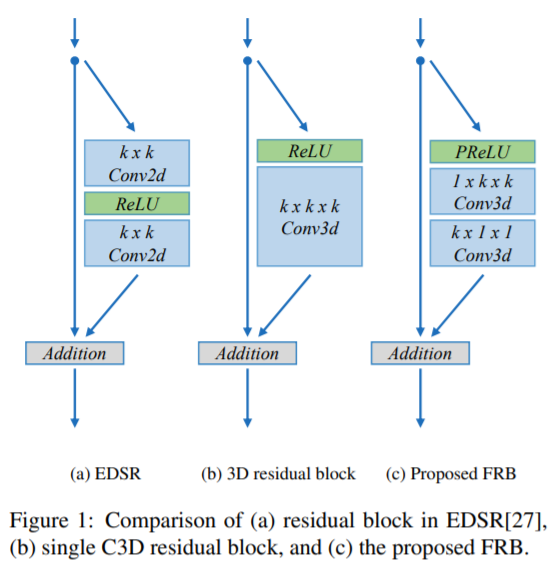 k x k
Conv2d
ReLU
k x k
Conv2d
Addition
(a) EDSR
ReLU
k x k x k
Conv3d
Addition
(b) 3D residual block
PReLU
1 x k x k
Conv3d
k x 1 x 1
Conv3d
Addition
(c) Proposed FRB
Figure 1: Comparison of (a) residual block in EDSR[27],
(b) single C3D residual block, and (c) the proposed FRB.